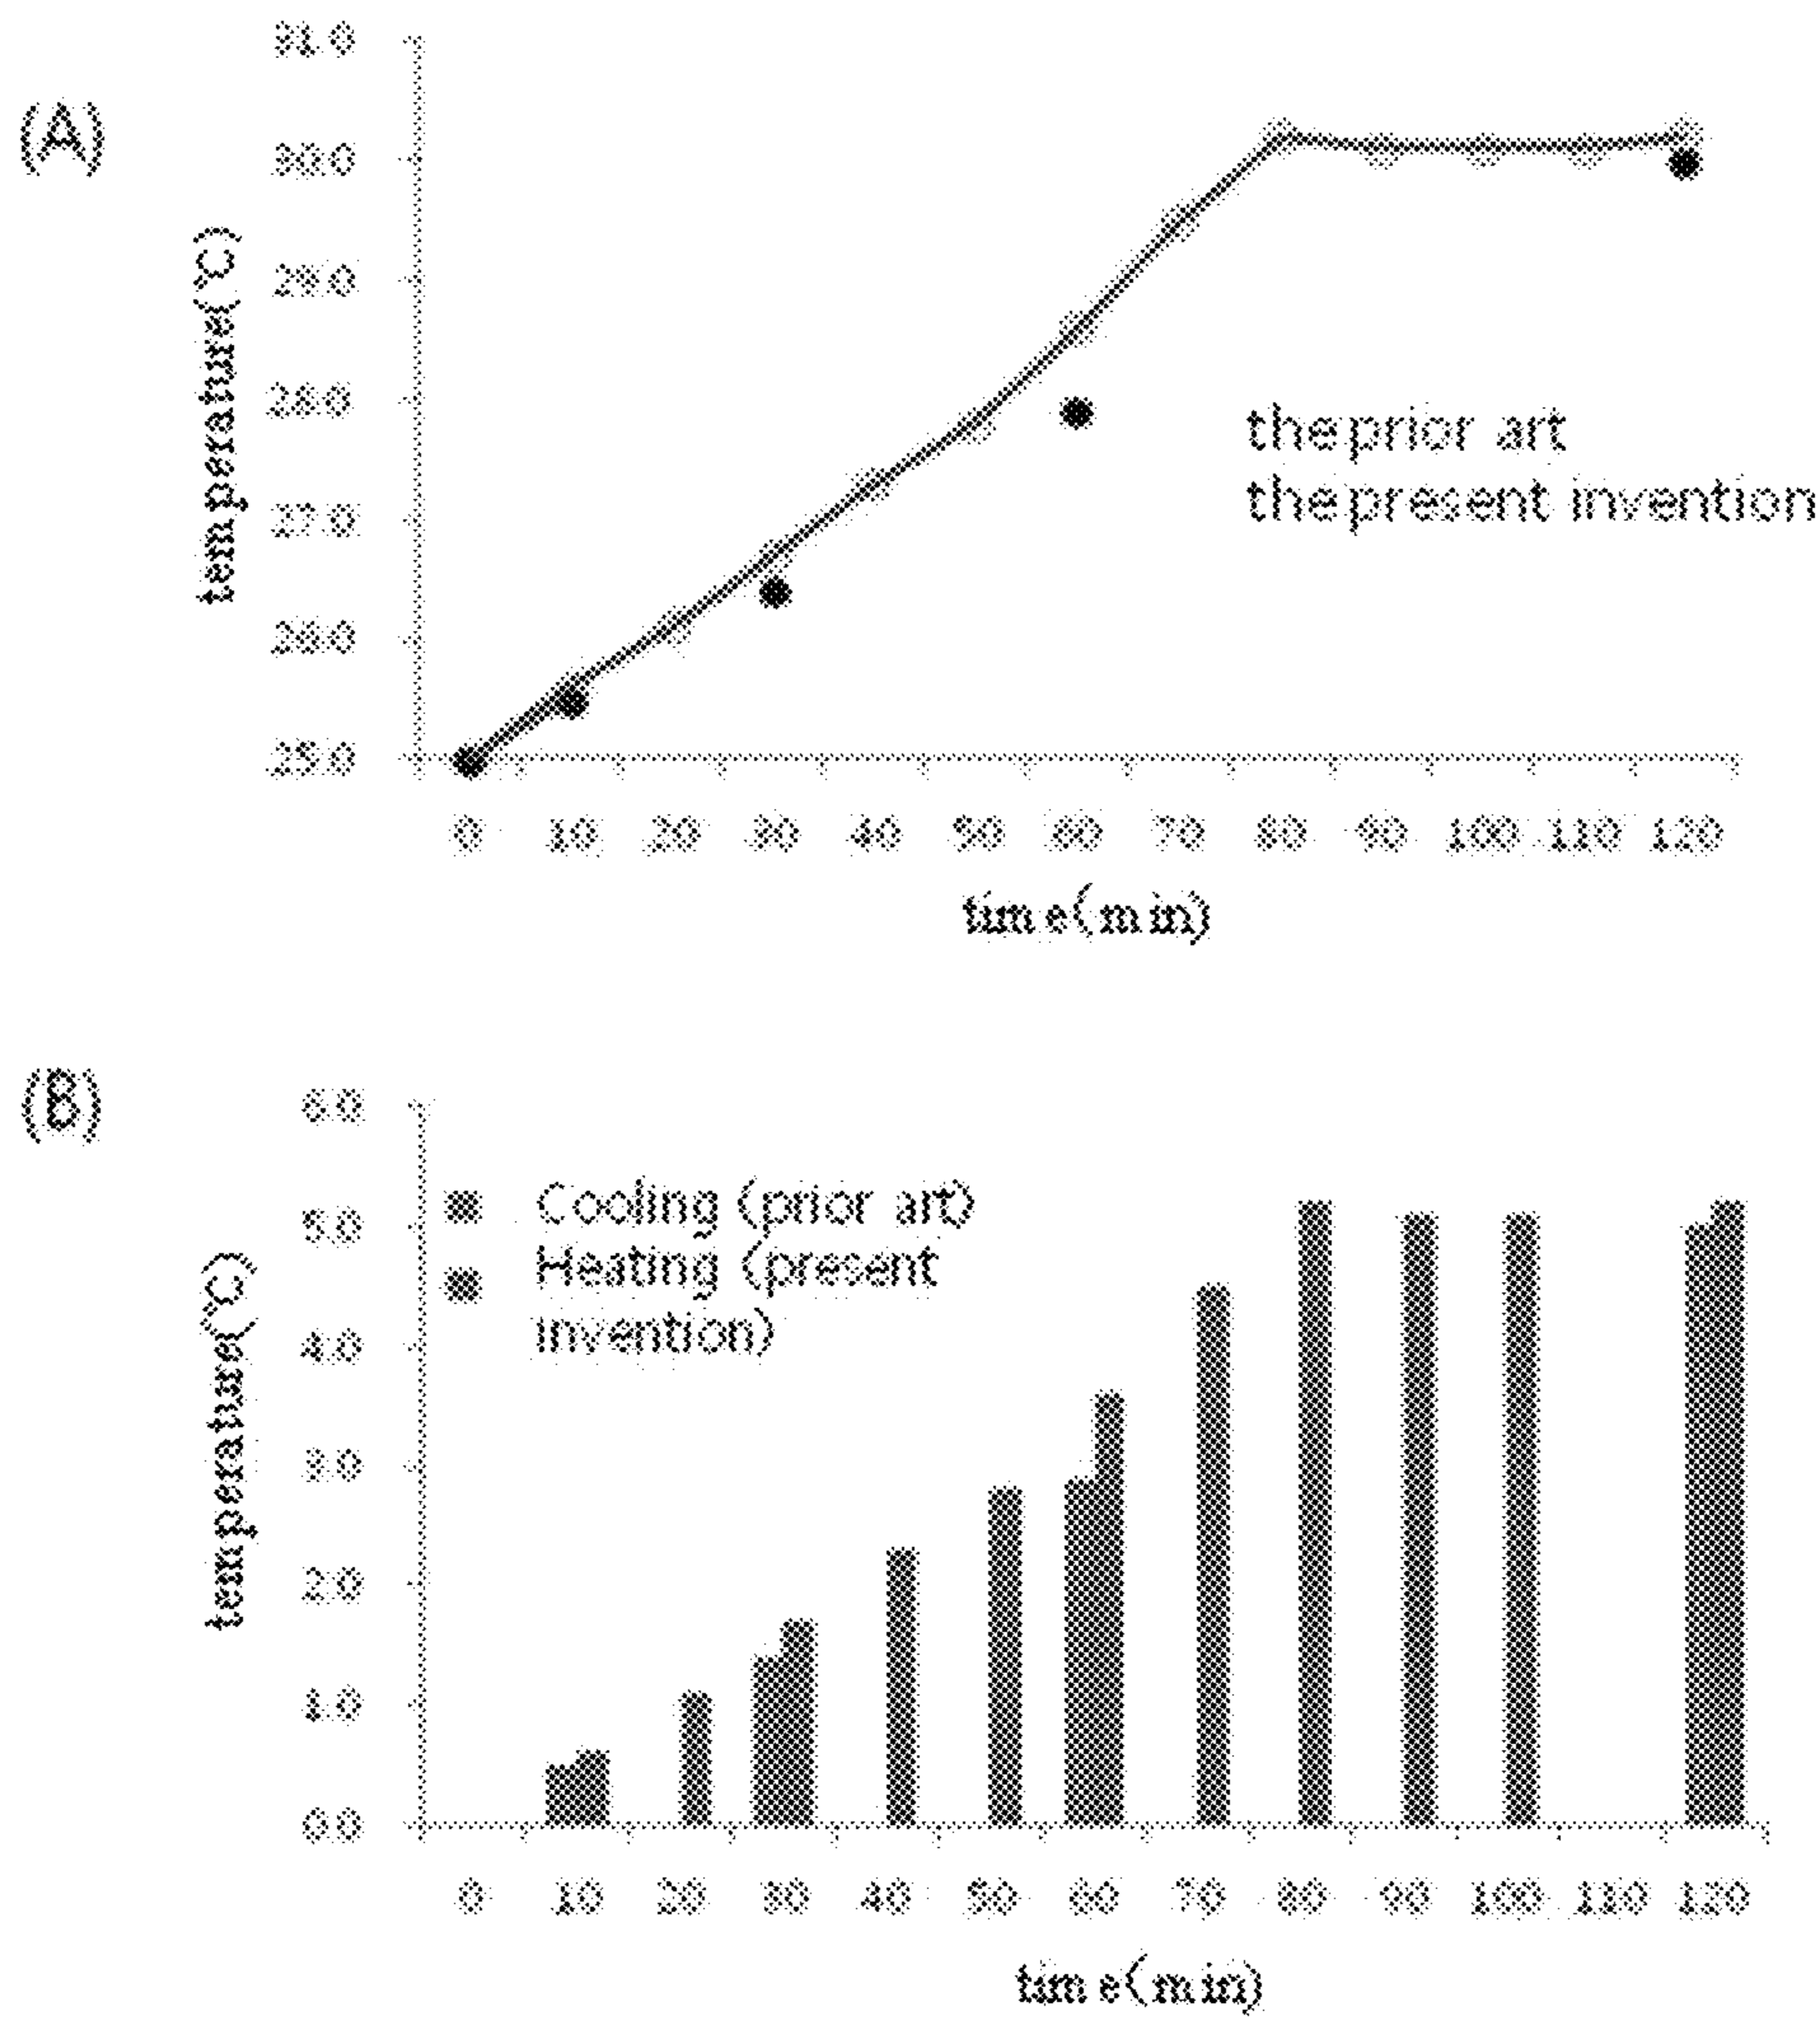 (A)
31.0
30.0
29.0
28.0
27.0
26.0
25.0
temperature(℃)
the prior art
the present invention
0 10 20 30 40 50 60 70 80 90 100 110 120
time(min)
(B)
6.0
5.0
4.0
3.0
2.0
1.0
0.0
temperature(℃)
Cooling (prior art)
Heating (present
invention)
0 10 20 30 40 50 60 70 80 90 100 110 120
time(min)